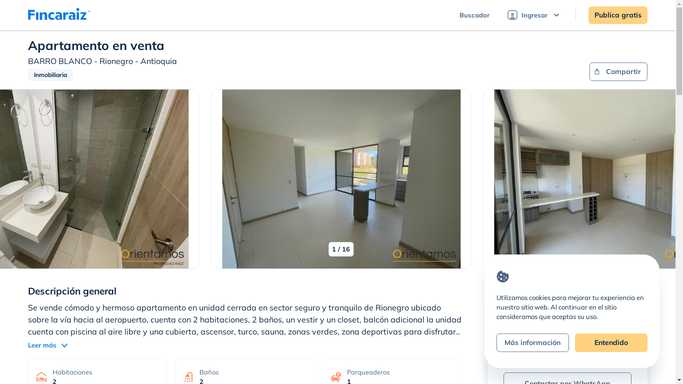 Fincaraiz
Buscador
Ingresar
Publica gratis
Apartamento en venta
BARRO BLANCO - Rionegro - Antioquia
Inmobiliaria
Compartir
1 / 16
Orientamos
Orientamos
Descripción general
Se vende cómodo y hermoso apartamento en unidad cerrada en sector seguro y tranquilo de Rionegro ubicado
sobre la vía hacia al aeropuerto, cuenta con 2 habitaciones, 2 baños, un vestir y un closet, balcón adicional la unidad
cuenta con piscina al aire libre y una cubierta, ascensor, turco, sauna, zonas verdes, zona deportivas para disfrutar...
Leer más
Habitaciones
2
Baños
2
Parqueaderos
1
Utilizamos cookies para mejorar tu experiencia en
nuestro sitio web. Al continuar en el sitio
consideramos que aceptas su uso.
Más información
Entendido
Contactar por WhatsApp